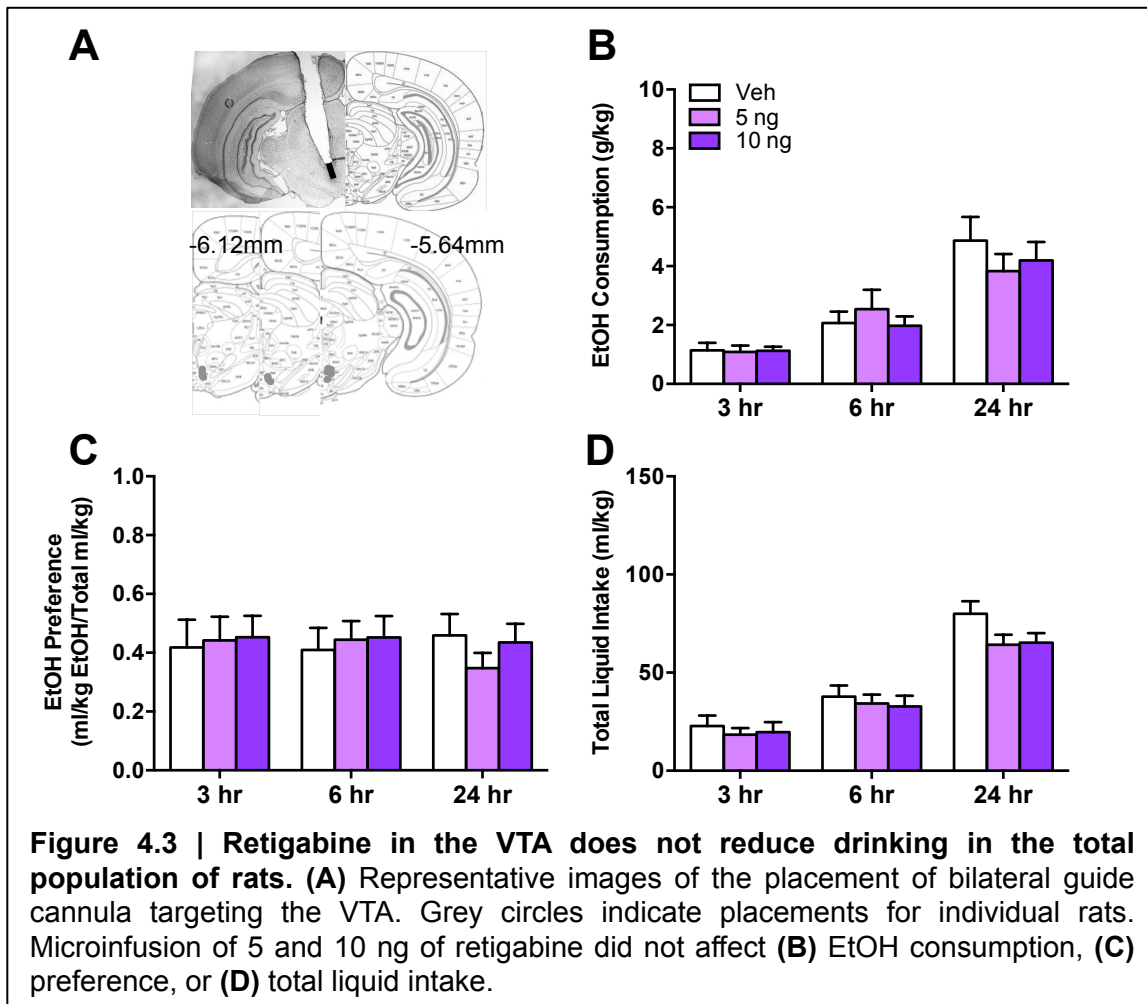 A
-6.12mm
-5.64mm
B
EtOH Consumption (g/kg)
10
8
6
4
2
0
Veh
5 ng
10 ng
3 hr
6 hr
24 hr
C
EtOH Preference
(ml/kg EtOH/Total ml/kg)
1.0
0.8
0.6
0.4
0.2
0.0
3 hr
6 hr
24 hr
D
Total Liquid Intake (ml/kg)
150
100
50
0
3 hr
6 hr
24 hr
Figure 4.3 | Retigabine in the VTA does not reduce drinking in the total
population of rats. (A) Representative images of the placement of bilateral guide
cannula targeting the VTA. Grey circles indicate placements for individual rats.
Microinfusion of 5 and 10 ng of retigabine did not affect (B) EtOH consumption, (C)
preference, or (D) total liquid intake.